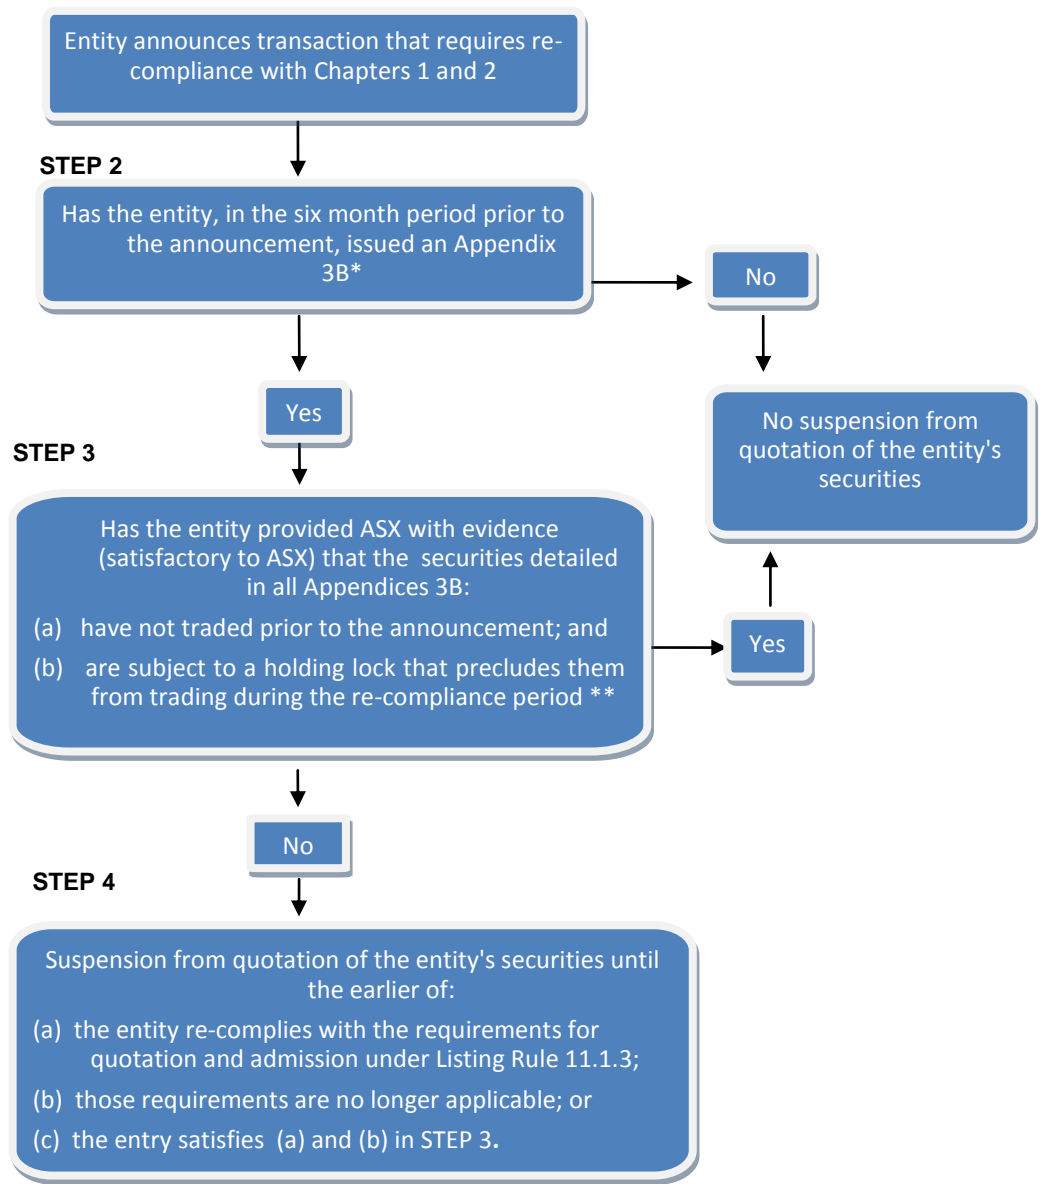 Entity announces transaction that requires re-
compliance with Chapters 1 and 2
STEP 2
Has the entity, in the six month period prior to
the announcement, issued an Appendix
3B*
No
Yes
No suspension from
quotation of the entity's
securities
STEP 3
Has the entity provided ASX with evidence
(satisfactory to ASX) that the securities detailed
in all Appendices 3B:
(a) have not traded prior to the announcement; and
(b) are subject to a holding lock that precludes them
from trading during the re-compliance period **
Yes
No
STEP 4
Suspension from quotation of the entity's securities until
the earlier of:
(a) the entity re-complies with the requirements for
quotation and admission under Listing Rule 11.1.3;
(b) those requirements are no longer applicable; or
(c) the entry satisfies (a) and (b) in STEP 3.